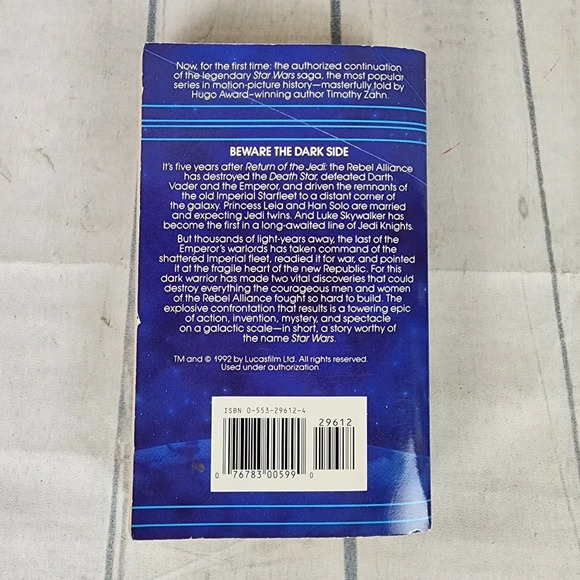 Now, for the first time: the authorized continuation
of the legendary Star Wars saga, the most popular
series in motion-picture history—masterfully told by
Hugo Award–winning author Timothy Zahn.
BEWARE THE DARK SIDE
It's five years after Return of the Jedi: the Rebel Alliance
has destroyed the Death Star, defeated Darth
Vader and the Emperor, and driven the remnants of
the old Imperial Starfleet to a distant corner of
the galaxy. Princess Leia and Han Solo are married
and expecting Jedi twins. And Luke Skywalker has
become the first in a long-awaited line of Jedi Knights.
But thousands of light-years away, the last of the
Emperor's warlords has taken command of the
shattered Imperial fleet, readied it for war, and pointed
it at the fragile heart of the new Republic. For this
dark warrior has made two vital discoveries that could
destroy everything the courageous men and women
of the Rebel Alliance fought so hard to build. The
explosive confrontation that results is a towering epic
of action, invention, mystery, and spectacle
on a galactic scale—in short, a story worthy of
the name Star Wars.
TM and © 1992 by Lucasfilm Ltd. All rights reserved.
Used under authorization.
ISBN 0-553-29612-4
29612
0 76783 00599 0